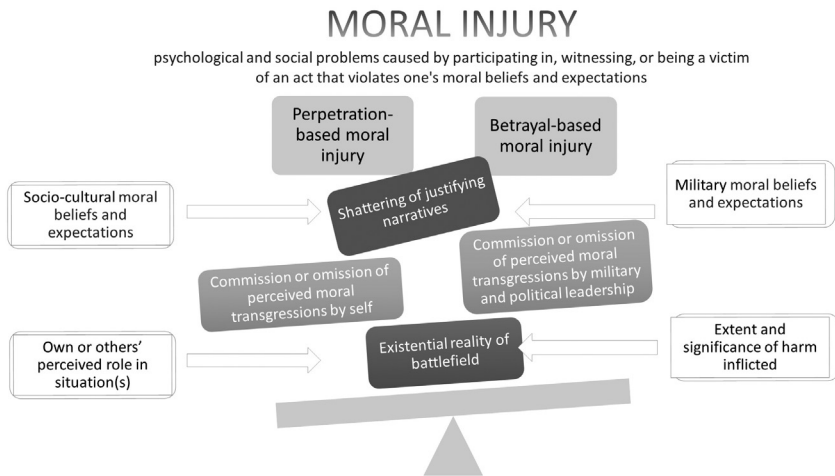 MORAL INJURY
psychological and social problems caused by participating in, witnessing, or being a victim
of an act that violates one's moral beliefs and expectations
Perpetration-
based moral
injury
Betrayal-based
moral injury
Socio-cultural moral
beliefs and
expectations
Shattering of justifying
narratives
Military moral beliefs
and expectations
Commission or omission of
perceived moral
transgressions by self
Commission or omission
of perceived moral
transgressions by military
and political leadership
Own or others'
perceived role in
situation(s)
Existential reality of
battlefield
Extent and
significance of harm
inflicted